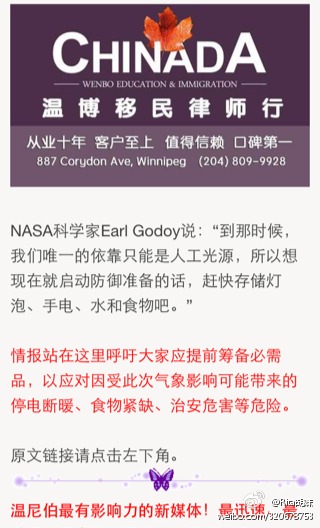 CHINADA
WENBO EDUCATION & IMMIGRATION
温博移民律师行
从业十年 客户至上 值得信赖 口碑第一
887 Corydon Ave, Winnipeg (204) 809-9928
NASA科学家Earl Godoy说：“到那时候，
我们唯一的依靠只能是人工光源，所以想
现在就启动防御准备的话，赶快存储灯
泡、手电、水和食物吧。”
情报站在这里呼吁大家应提前筹备必需
品，以应对因受此次气象影响可能带来的
停电断暖、食物紧缺、治安危害等危险。
原文链接请点击左下角。
温尼伯最有影响力的新媒体！最迅速、最
weibo.com/320678753